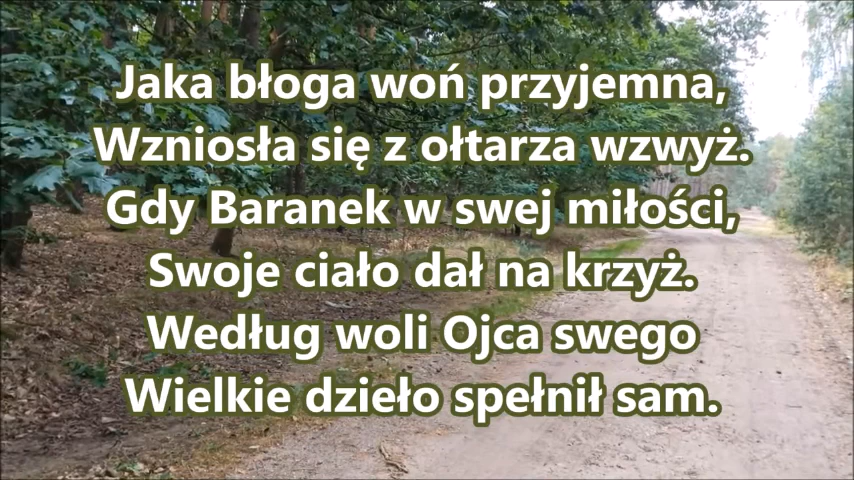 Jaka błoga woń przyjemna,
Wzniosła się z ołtarza wzwyż.
Gdy Baranek w swej miłości,
Swoje ciało dał na krzyż.
Według woli Ojca swego
Wielkie dzieło spełnił sam.